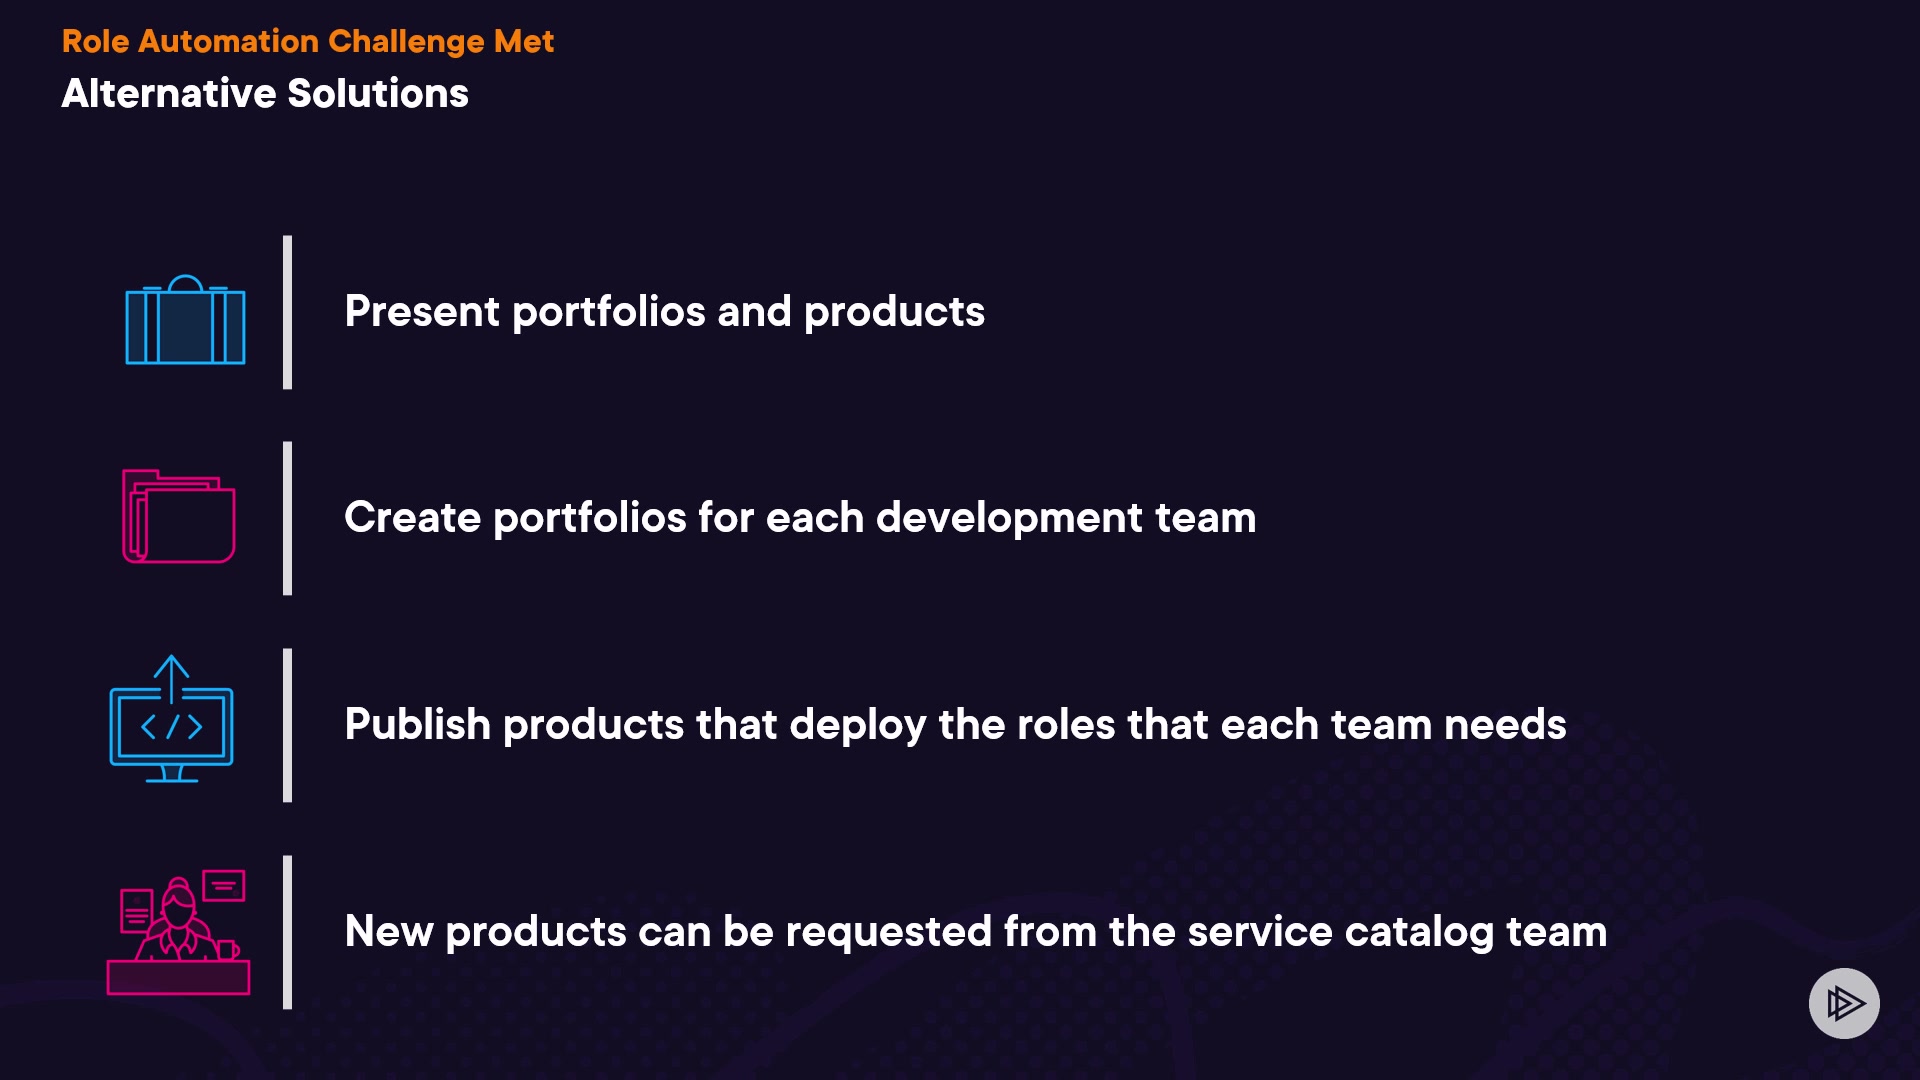 Role Automation Challenge Met
Alternative Solutions
Present portfolios and products
Create portfolios for each development team
Publish products that deploy the roles that each team needs
New products can be requested from the service catalog team